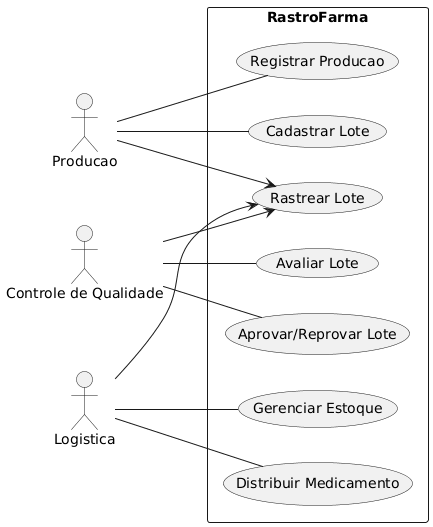 RastroFarma
Registrar Producao
Cadastrar Lote
Producao
Rastrear Lote
Avaliar Lote
Controle de Qualidade
Aprovar/Reprovar Lote
Gerenciar Estoque
Logistica
Distribuir Medicamento